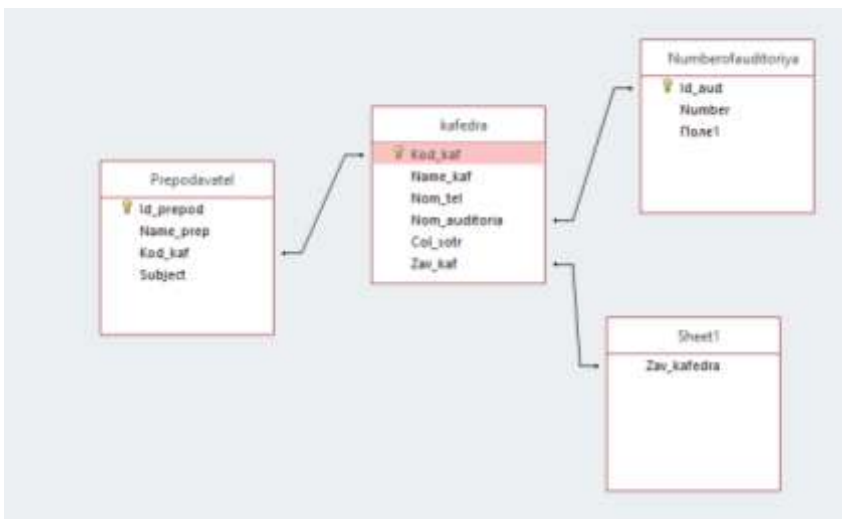 Prepodavatel
Id_prepod
Name_prep
Kod_kaf
Subject
kafedra
Kod_kaf
Name_kaf
Nom_tel
Nom_auditoria
Col_sotr
Zav_kaf
Numberofauditoriya
Id_aud
Number
Поле1
Sheet1
Zav_kafedra